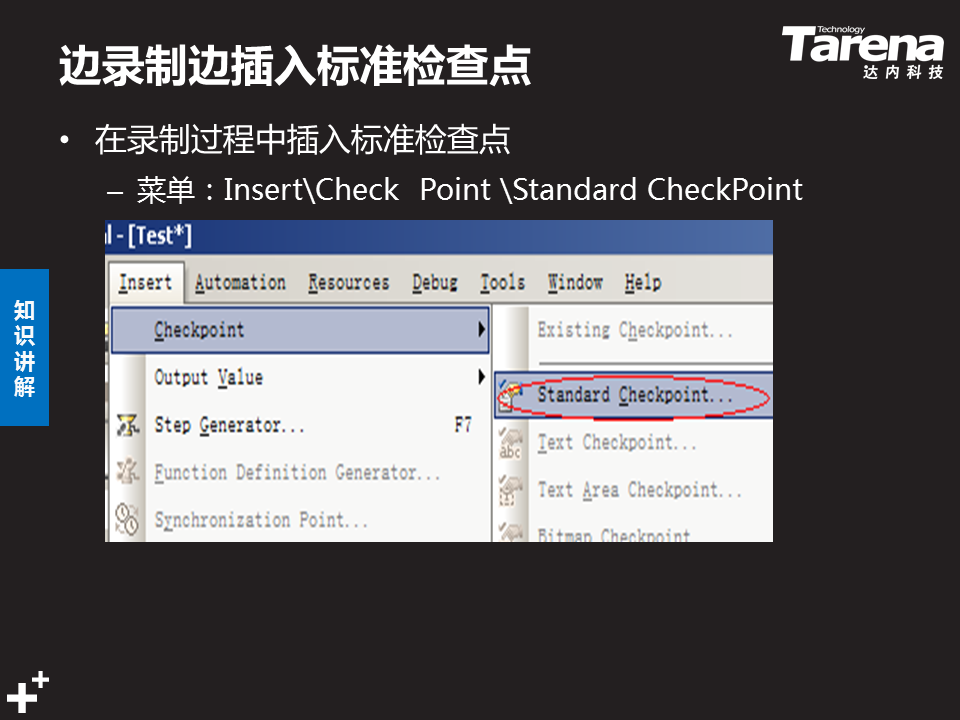 边录制边插入标准检查点
Technology
Tarena
达内科技
• 在录制过程中插入标准检查点
– 菜单：Insert\Check Point \Standard CheckPoint
l - [Test*]
Insert Automation Resources Debug Tools Window Help
Checkpoint
Output Value
Step Generator... F7
Function Definition Generator...
Synchronization Point...
Existing Checkpoint...
Standard Checkpoint...
abc Text Checkpoint...
Text Area Checkpoint...
Bitmap Checkpoint
知
识
讲
解